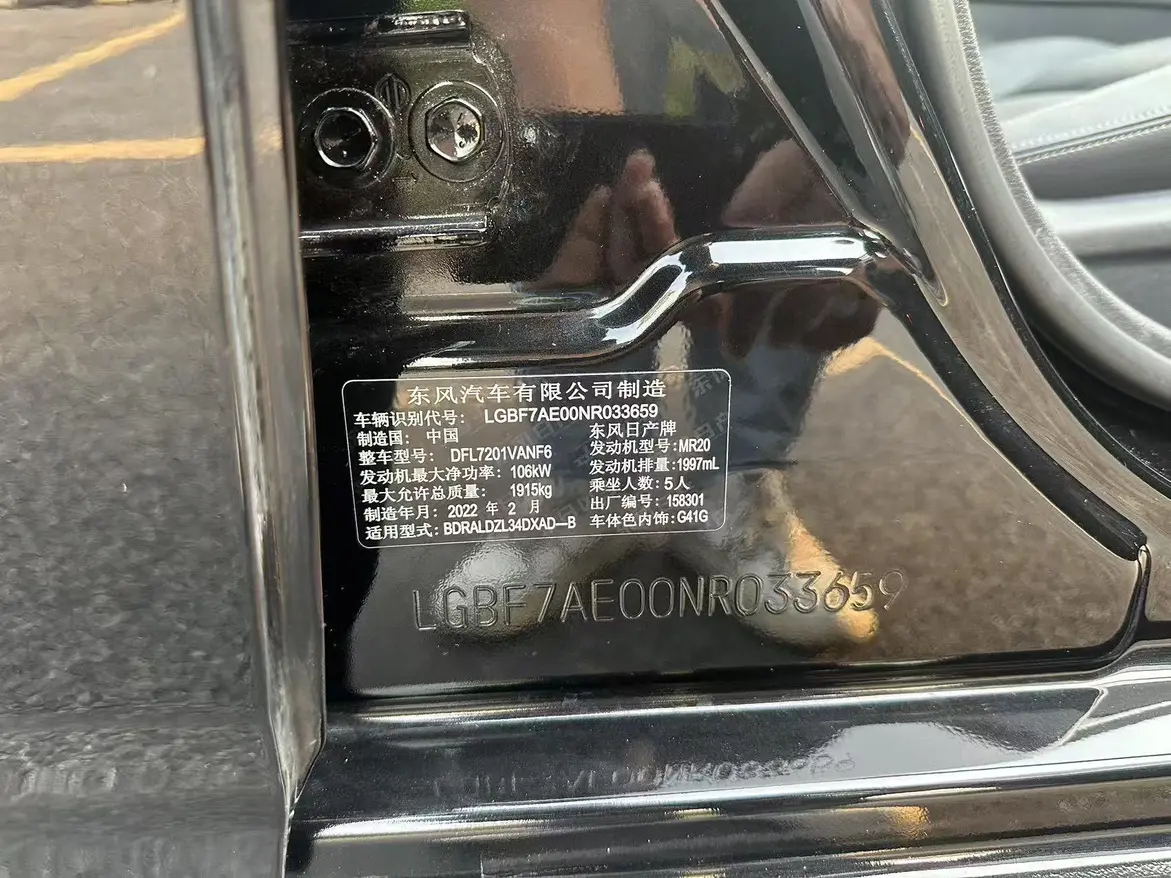 东风汽车有限公司制造
车辆识别代号： LGBF7AE00NR033659
制造国： 中国 东风日产牌
整车型号： DFL7201VANF6 发动机型号：MR20
发动机最大净功率：106kW 发动机排量：1997mL
最大允许总质量： 1915kg 乘坐人数：5人
制造年月：2022 年 2 月 出厂编号：158301
适用型式：BDRALDZL34DXAD—B 车体色内饰：G41G
LGBF7AE00NR033659